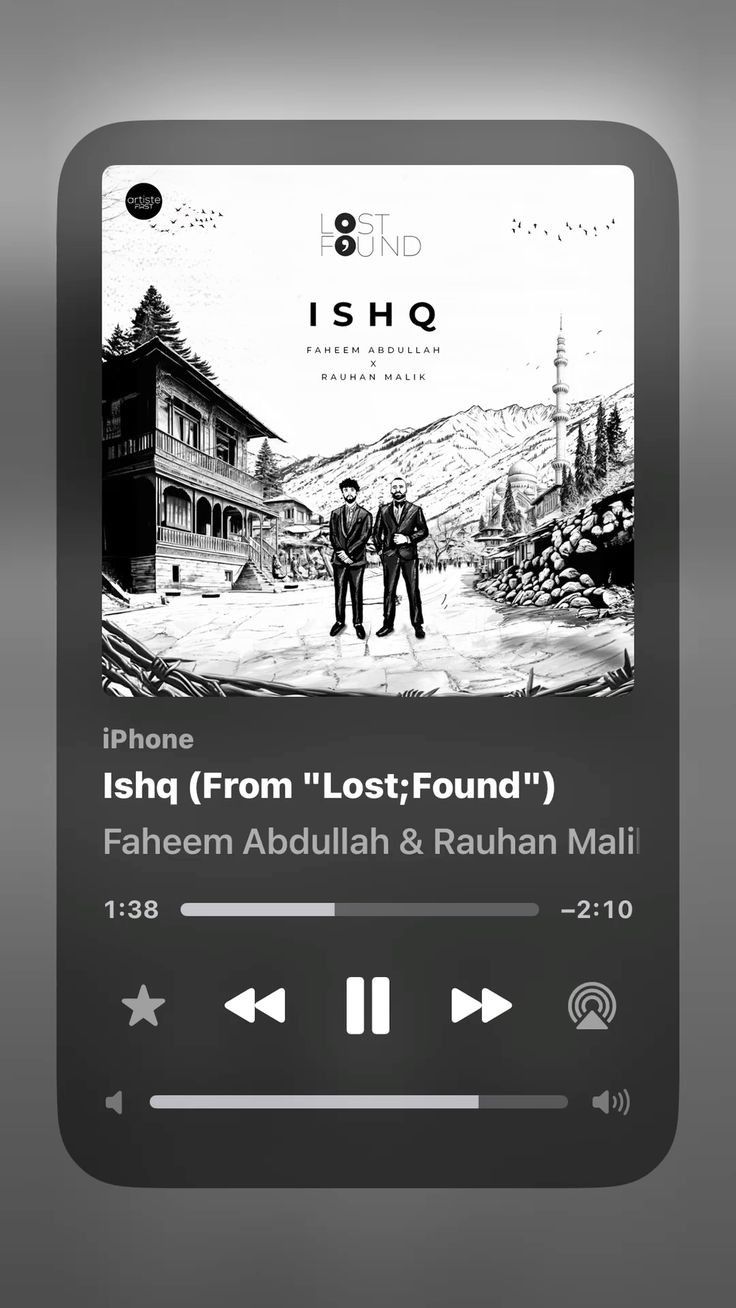 artiste
FIRST
LOST
FOUND
ISHQ
FAHEEM ABDULLAH
X
RAUHAN MALIK
iPhone
Ishq (From "Lost;Found")
Faheem Abdullah & Rauhan Mali
1:38
–2:10